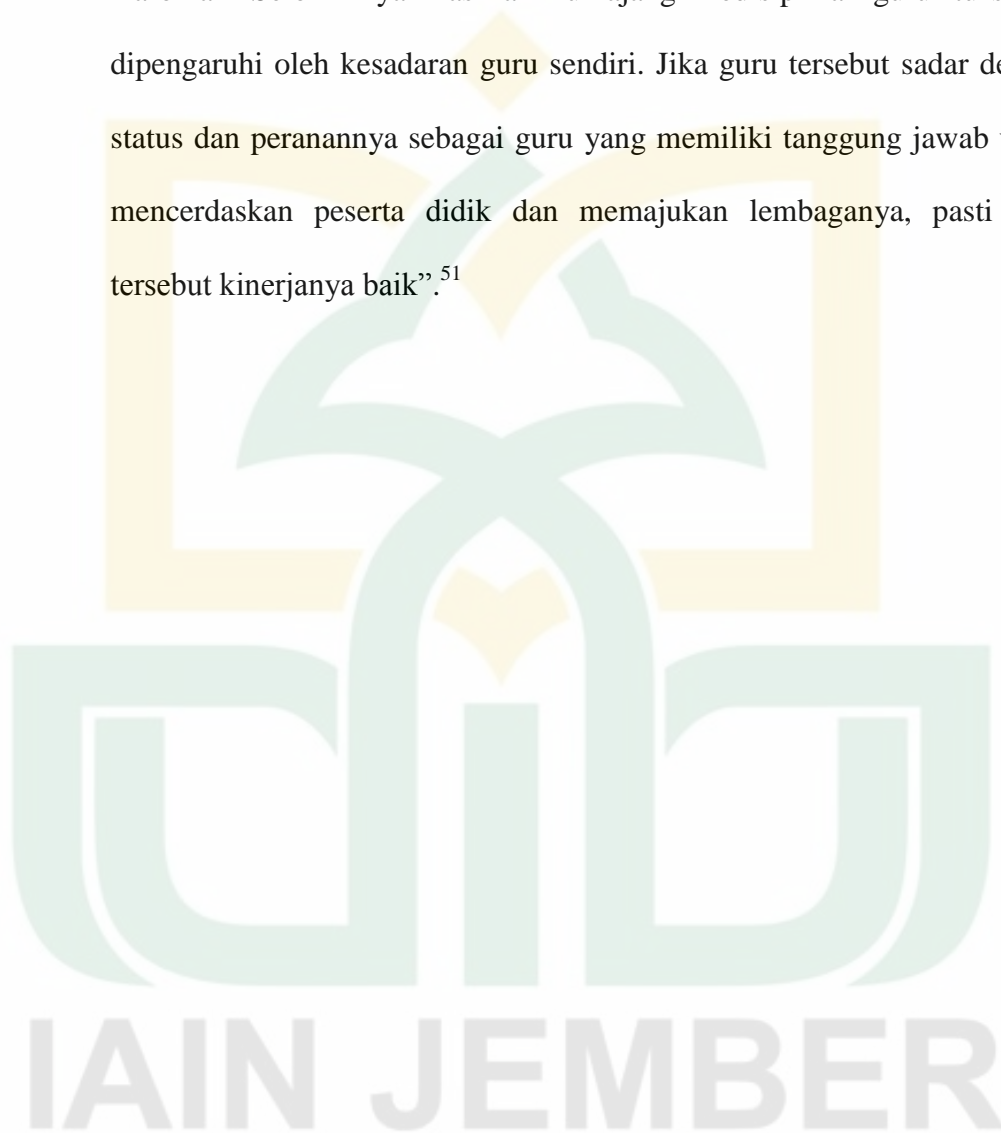 dipengaruhi oleh kesadaran guru sendiri. Jika guru tersebut sadar
status dan peranannya sebagai guru yang memiliki tanggung jawab
mencerdaskan peserta didik dan memajukan lembaganya, pasti
tersebut kinerjanya baik”.51
IAIN JEMBER